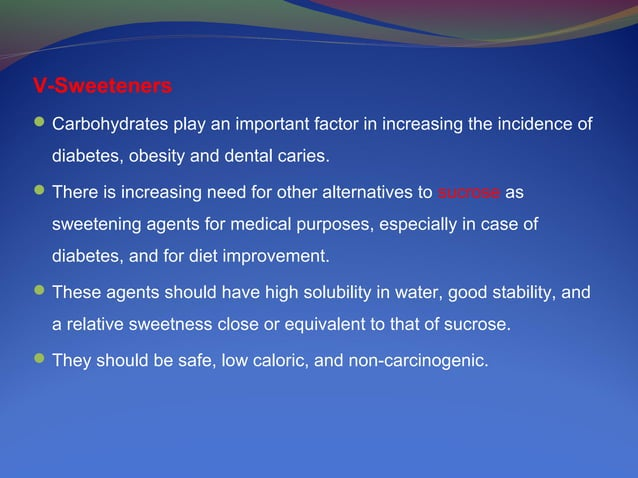 V-Sweeteners
Carbohydrates play an important factor in increasing the incidence of
diabetes, obesity and dental caries.
There is increasing need for other alternatives to sucrose as
sweetening agents for medical purposes, especially in case of
diabetes, and for diet improvement.
These agents should have high solubility in water, good stability, and
a relative sweetness close or equivalent to that of sucrose.
They should be safe, low caloric, and non-carcinogenic.